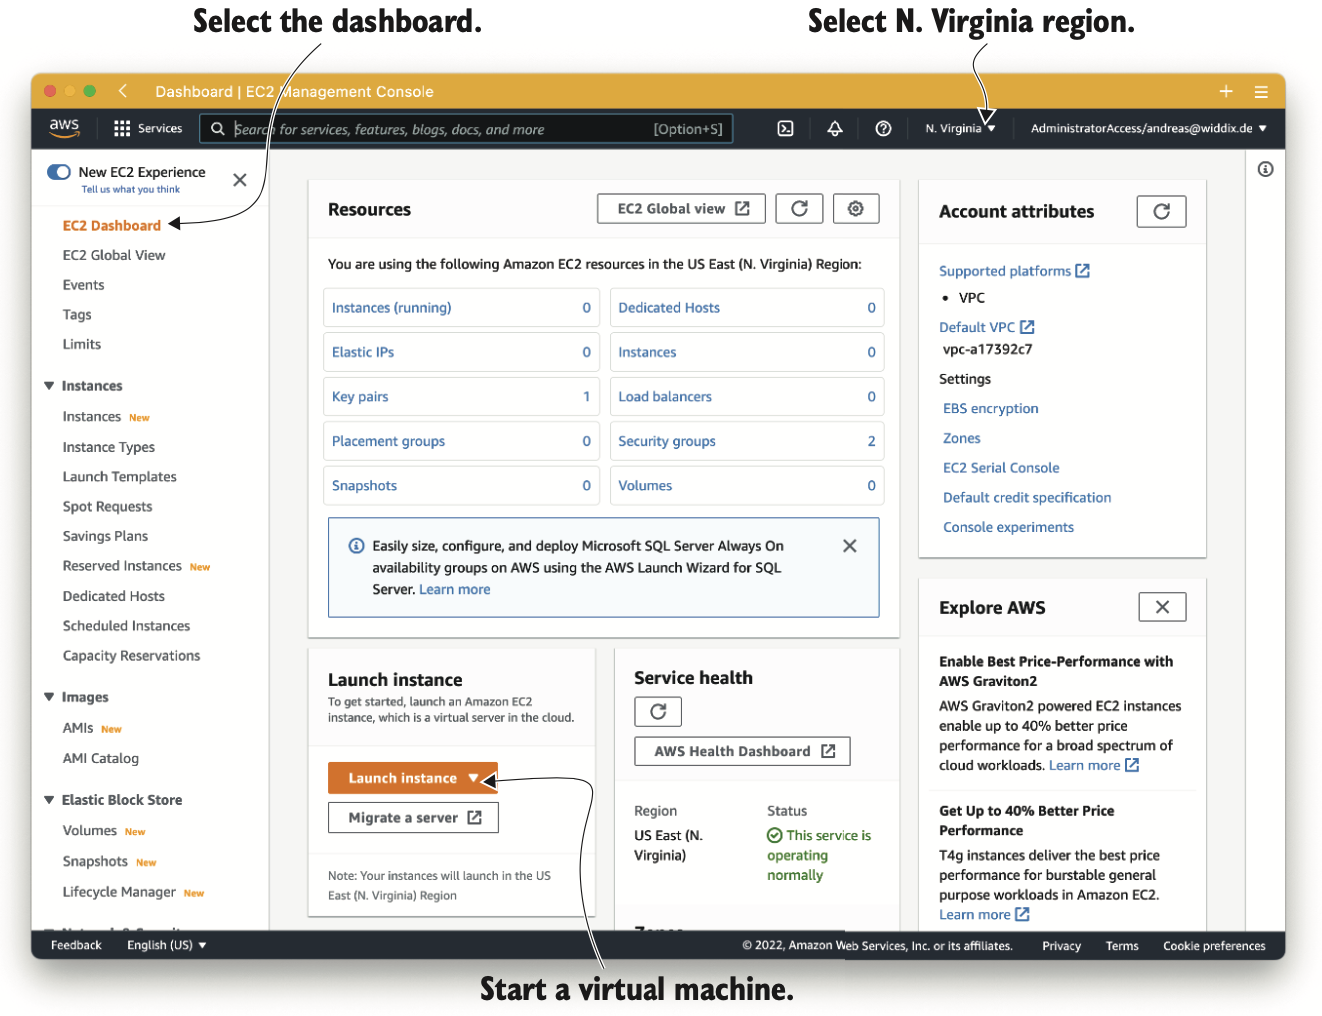 Select the dashboard.
Select N. Virginia region.
Dashboard | EC2 Management Console
aws
Services
Search for services, features, blogs, docs, and more
[Option+S]
N. Virginia
AdministratorAccess/andreas@widdix.de
New EC2 Experience
Tell us what you think
EC2 Dashboard
EC2 Global View
Events
Tags
Limits
Instances
Instances New
Instance Types
Launch Templates
Spot Requests
Savings Plans
Reserved Instances New
Dedicated Hosts
Scheduled Instances
Capacity Reservations
Images
AMIs New
AMI Catalog
Elastic Block Store
Volumes New
Snapshots New
Lifecycle Manager New
Resources
EC2 Global view
You are using the following Amazon EC2 resources in the US East (N. Virginia) Region:
Instances (running) 0
Dedicated Hosts 0
Elastic IPs 0
Instances 0
Key pairs 1
Load balancers 0
Placement groups 0
Security groups 2
Snapshots 0
Volumes 0
Easily size, configure, and deploy Microsoft SQL Server Always On
availability groups on AWS using the AWS Launch Wizard for SQL
Server. Learn more
Launch instance
To get started, launch an Amazon EC2
instance, which is a virtual server in the cloud.
Launch instance
Migrate a server
Note: Your instances will launch in the US
East (N. Virginia) Region
Service health
AWS Health Dashboard
Region
US East (N.
Virginia)
Status
This service is
operating
normally
Account attributes
Supported platforms
• VPC
Default VPC
vpc-a17392c7
Settings
EBS encryption
Zones
EC2 Serial Console
Default credit specification
Console experiments
Explore AWS
Enable Best Price-Performance with
AWS Graviton2
AWS Graviton2 powered EC2 instances
enable up to 40% better price
performance for a broad spectrum of
cloud workloads. Learn more
Get Up to 40% Better Price
Performance
T4g instances deliver the best price
performance for burstable general
purpose workloads in Amazon EC2.
Learn more
Feedback
English (US)
© 2022, Amazon Web Services, Inc. or its affiliates.
Privacy
Terms
Cookie preferences
Start a virtual machine.